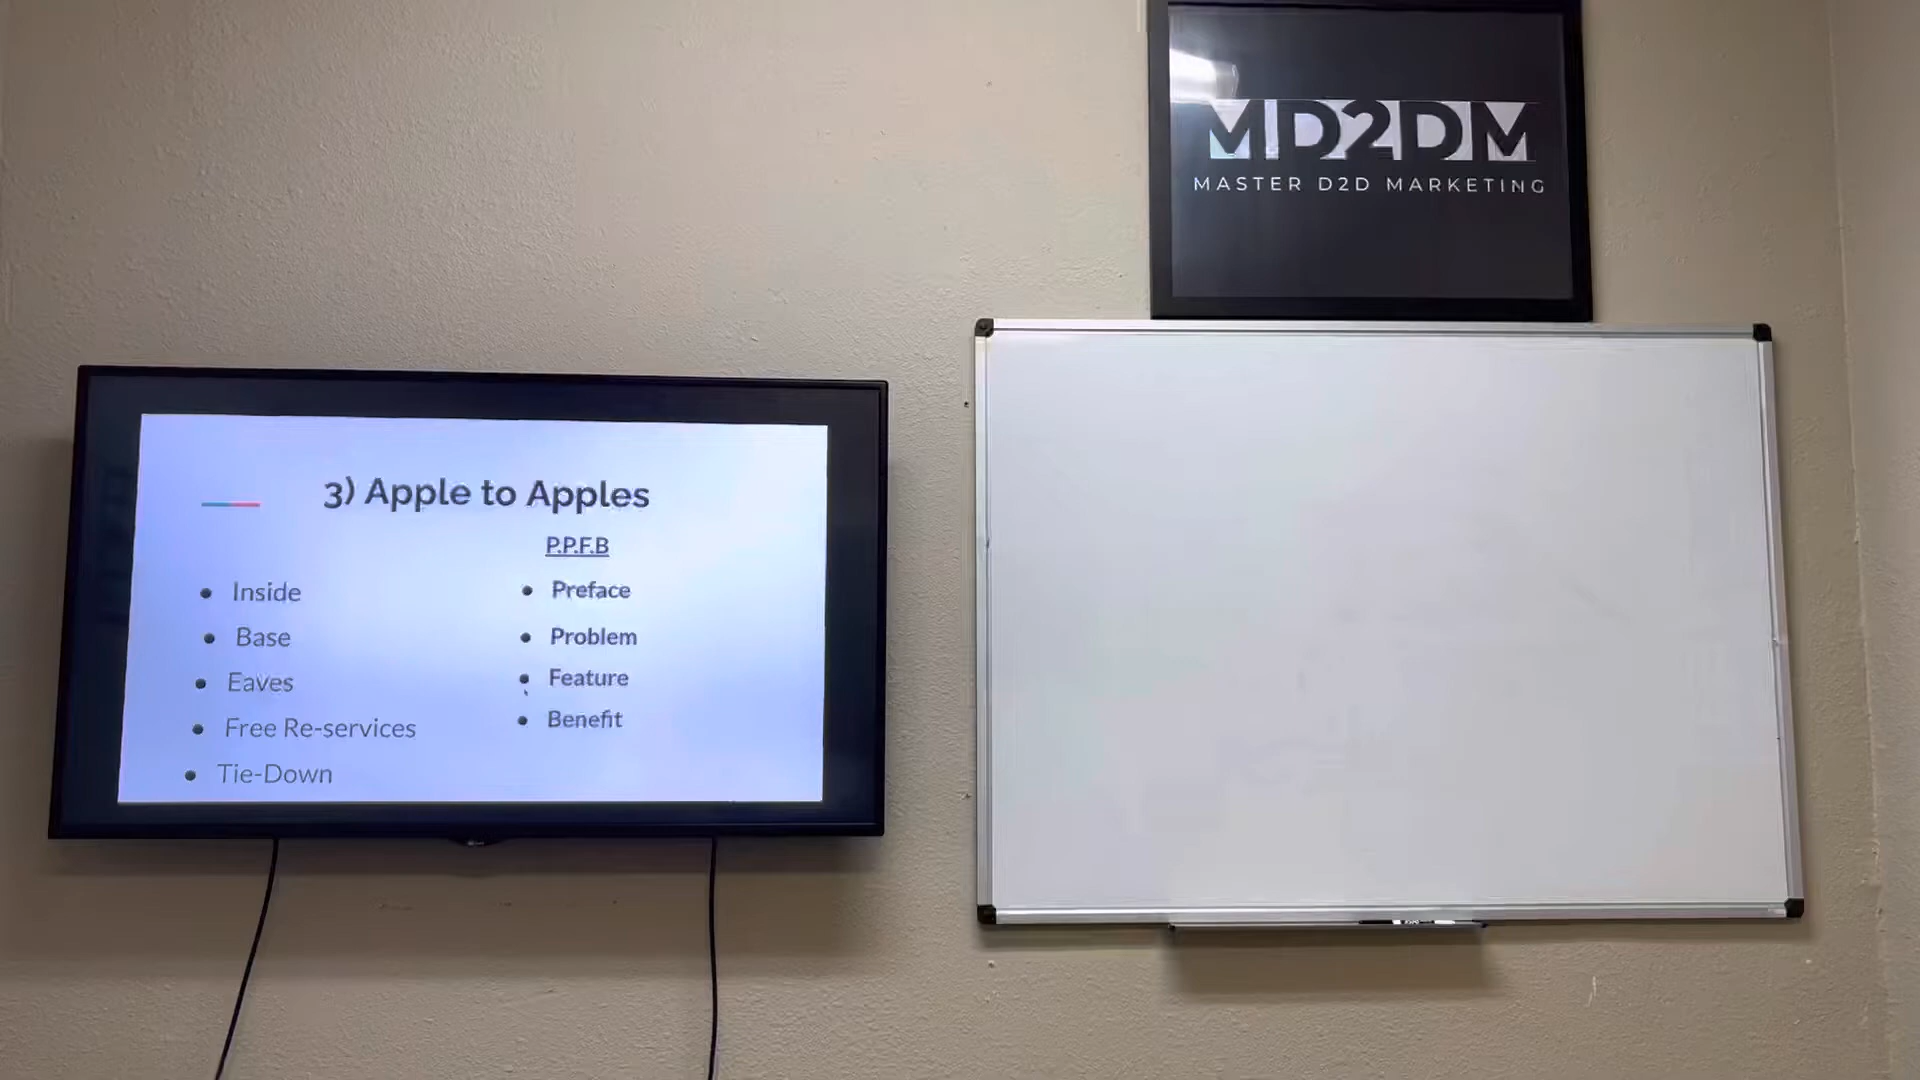 MD2DM
MASTER D2D MARKETING
3) Apple to Apples
P.P.F.B
Inside
Base
Eaves
Free Re-services
Tie-Down
Preface
Problem
Feature
Benefit